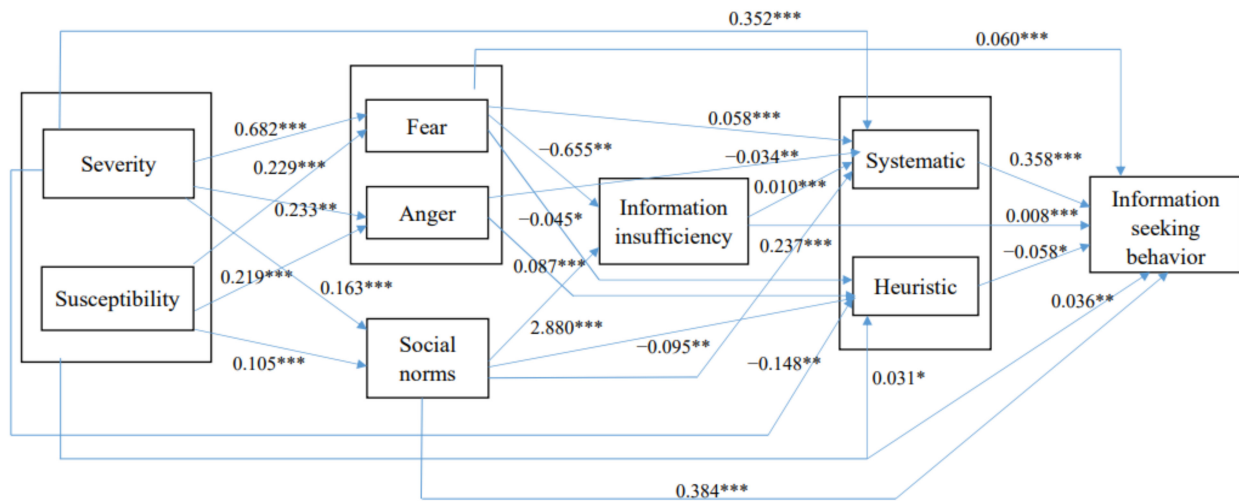 0.352***
0.060***
Severity
Susceptibility
0.682***
0.229***
0.233**
0.219***
0.163***
0.105***
Fear
Anger
Social
norms
0.058***
−0.655**
−0.034**
−0.045*
0.087***
2.880***
−0.095**
0.237***
0.010***
−0.148**
Information
insufficiency
Systematic
Heuristic
0.358***
0.008***
−0.058*
0.036**
0.031*
0.384***
Information
seeking
behavior